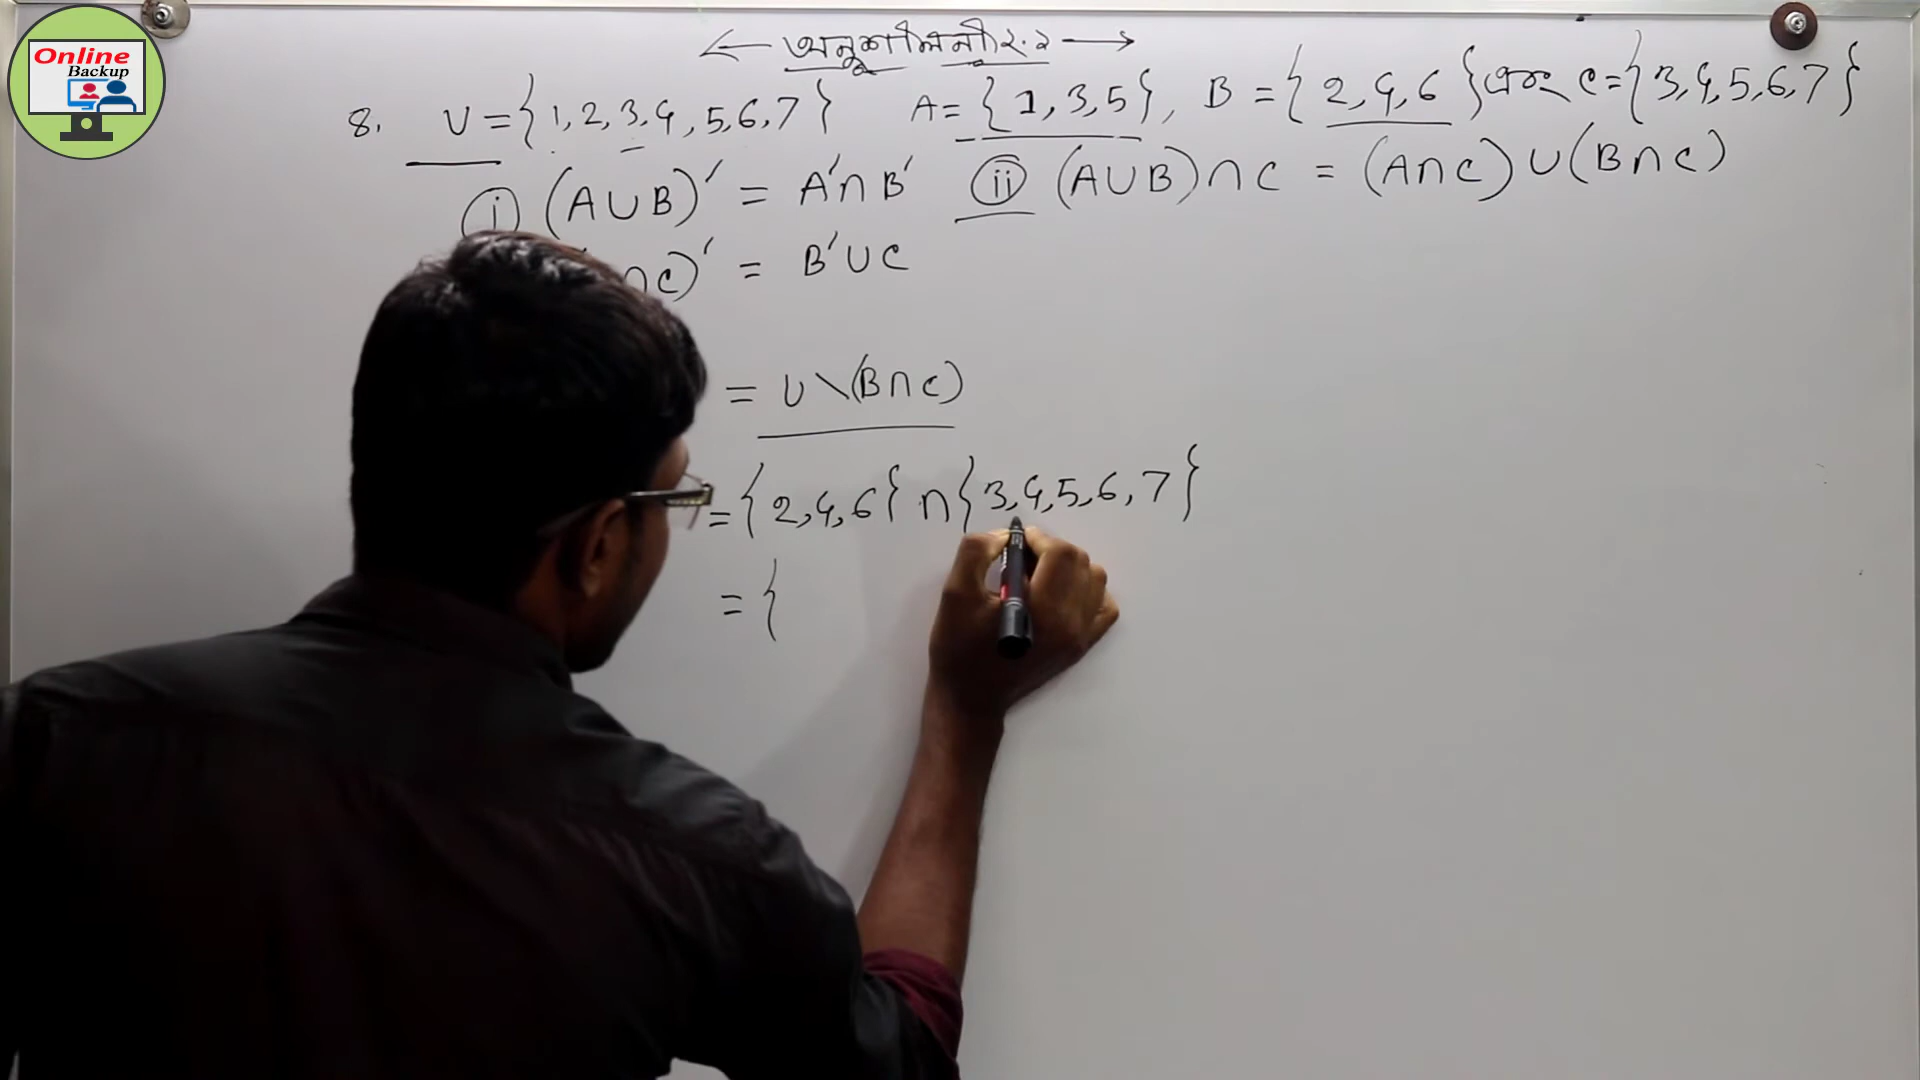 Online
Backup
অনুশীলনী ২.২
8. U = {1, 2, 3, 4, 5, 6, 7} A = {1, 3, 5}, B = {2, 4, 6} এবং C = {3, 4, 5, 6, 7}
(i) (A∪B)′ = A′∩B′ (ii) (A∪B)∩C = (A∩C)∪(B∩C)
∩C)′ = B′∪C
= U∖(B∩C)
= {2, 4, 6} ∩ {3, 4, 5, 6, 7}
= {